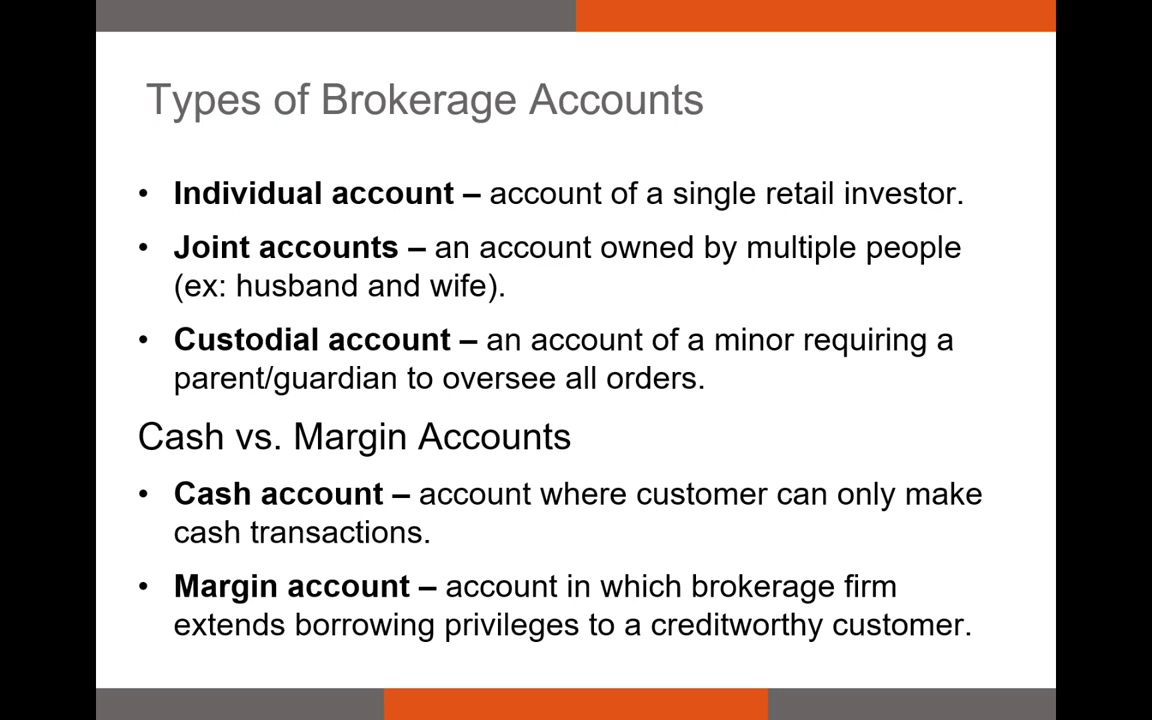 Types of Brokerage Accounts
• Individual account – account of a single retail investor.
• Joint accounts – an account owned by multiple people
(ex: husband and wife).
• Custodial account – an account of a minor requiring a
parent/guardian to oversee all orders.
Cash vs. Margin Accounts
• Cash account – account where customer can only make
cash transactions.
• Margin account – account in which brokerage firm
extends borrowing privileges to a creditworthy customer.